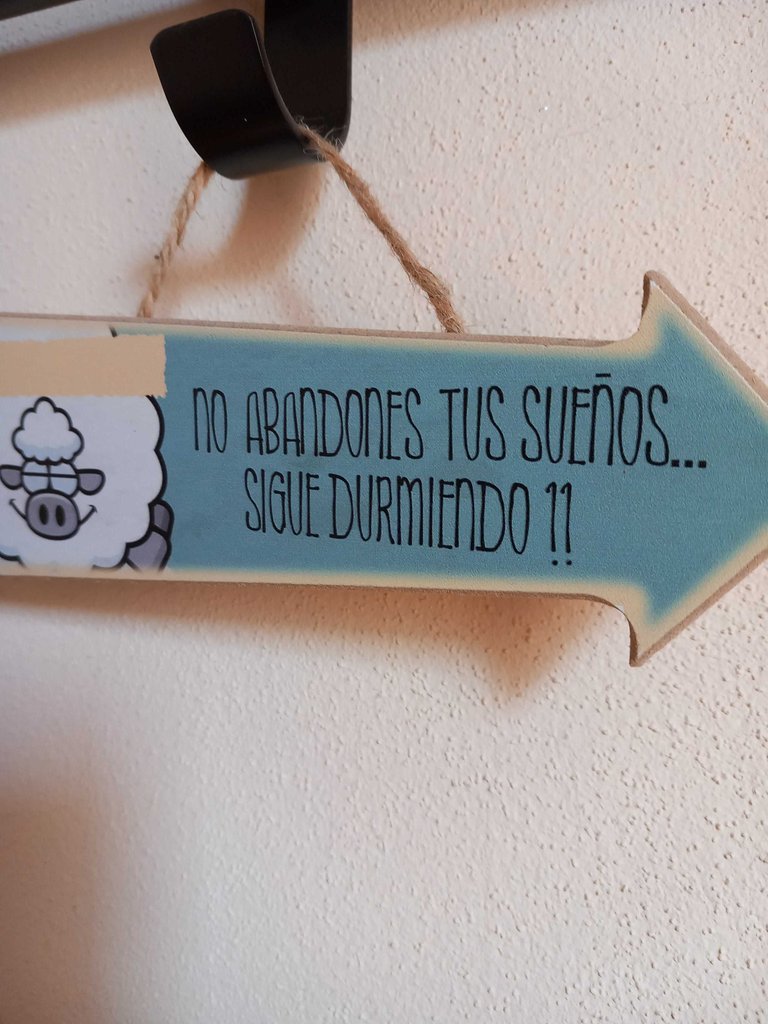 NO ABANDONES TUS SUEÑOS...
SIGUE DURMIENDO !!